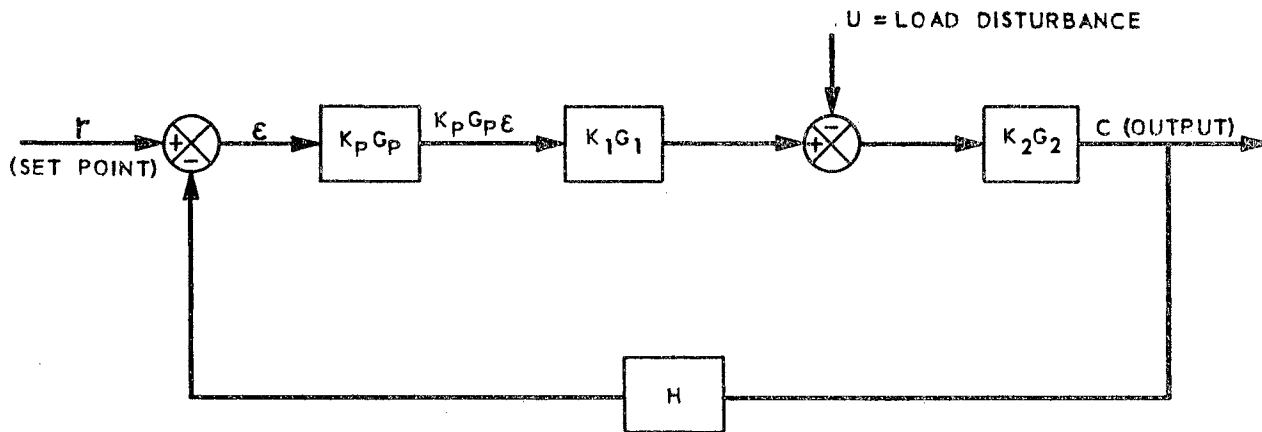 U = LOAD DISTURBANCE
r
(SET POINT)
+
−
ε
KPGP
KPGPε
K1G1
−
+
K2G2
C (OUTPUT)
H